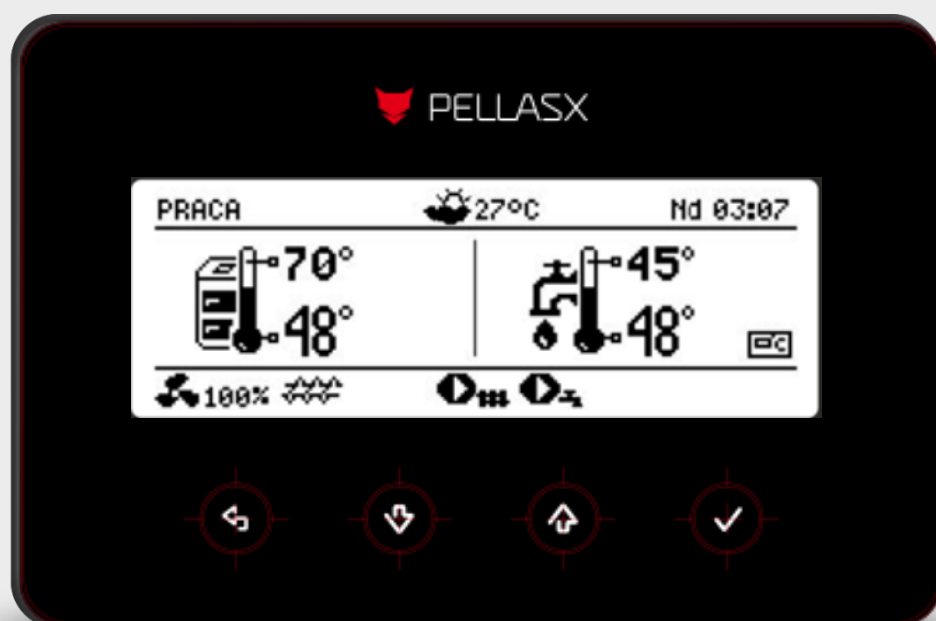 PELLASX
PRACA 27°C Nd 03:07
70° 45°
48° 48°
C
100%